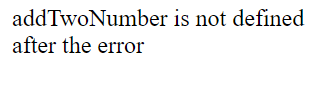 addTwoNumber is not defined
after the error